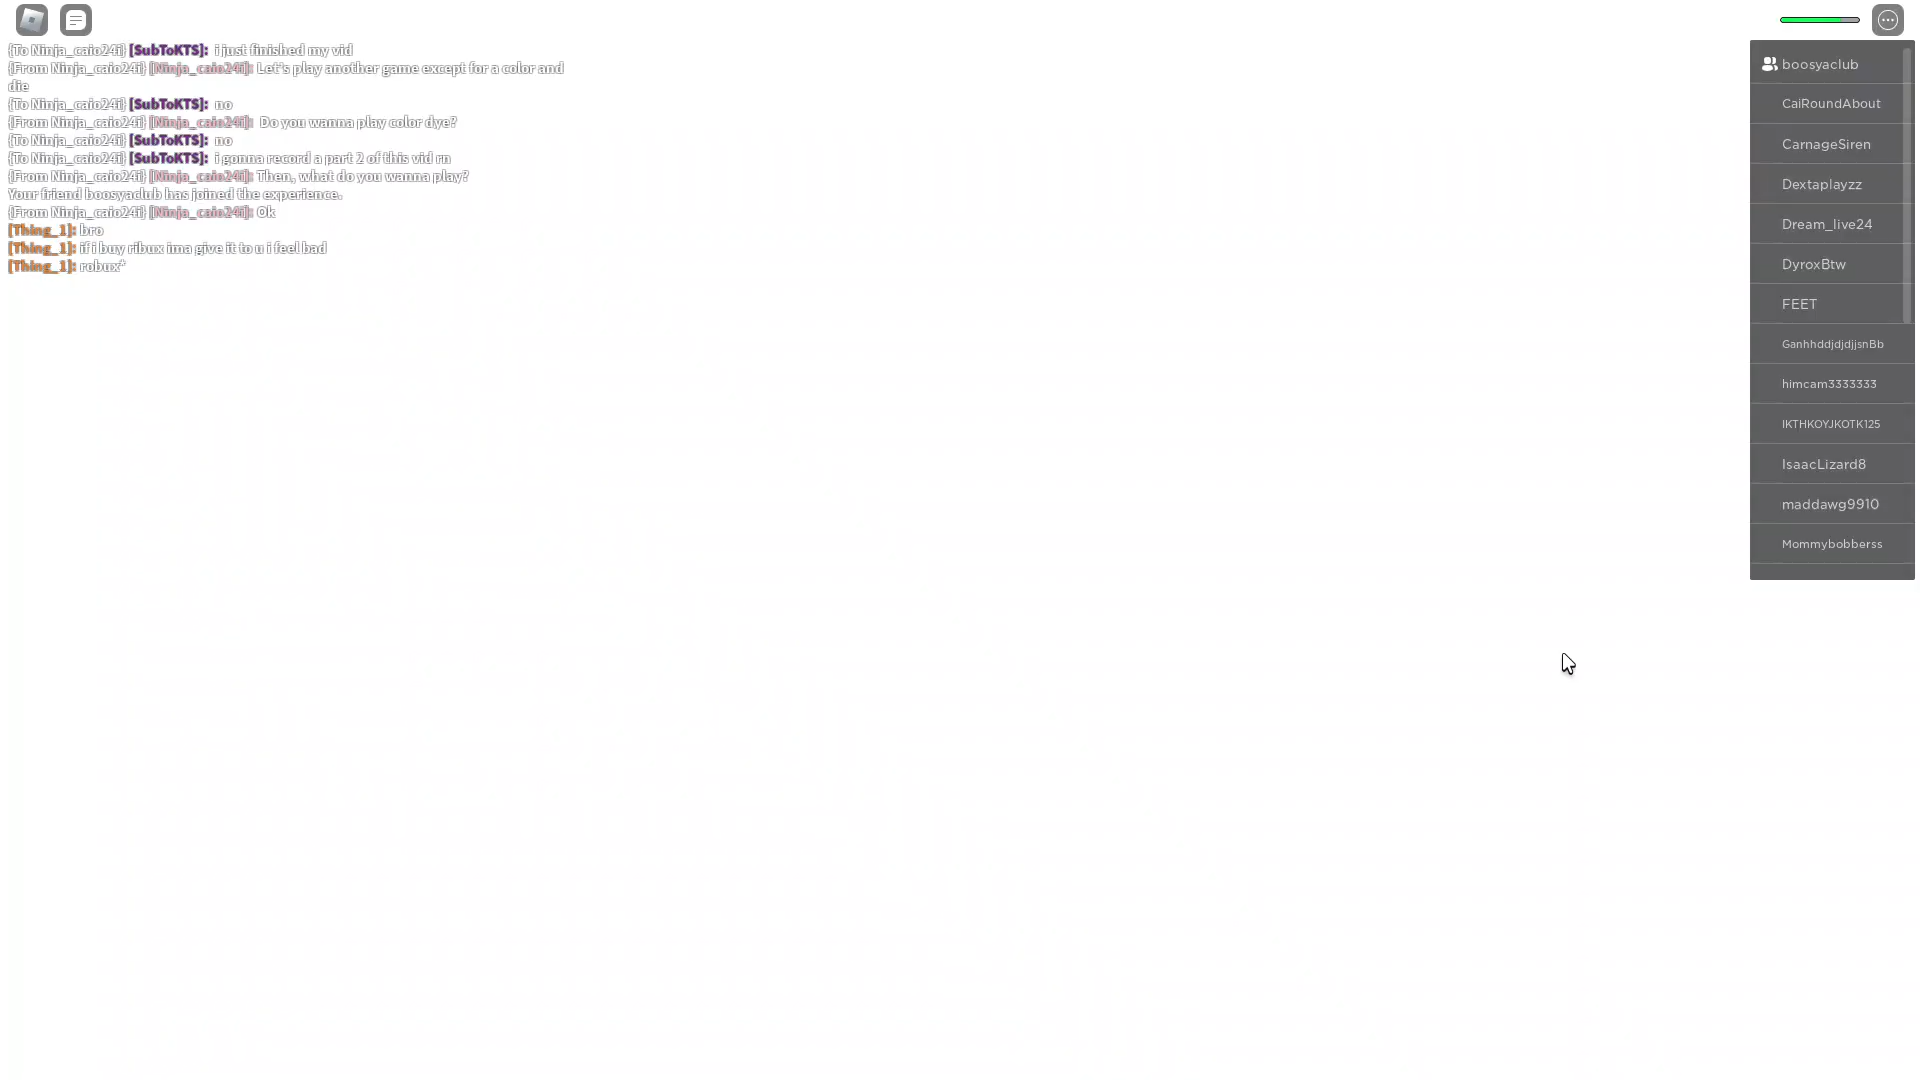 {To Ninja_caio24i} [SubToKTS]: i just finished my vid
{From Ninja_caio24i} [Ninja_caio24i]: Let's play another game except for a color and
die
{To Ninja_caio24i} [SubToKTS]: no
{From Ninja_caio24i} [Ninja_caio24i]: Do you wanna play color dye?
{To Ninja_caio24i} [SubToKTS]: no
{To Ninja_caio24i} [SubToKTS]: i gonna record a part 2 of this vid rn
{From Ninja_caio24i} [Ninja_caio24i]: Then, what do you wanna play?
Your friend boosyaclub has joined the experience.
{From Ninja_caio24i} [Ninja_caio24i]: Ok
[Thing_1]: bro
[Thing_1]: if i buy ribux ima give it to u i feel bad
[Thing_1]: robux*
boosyaclub
CaiRoundAbout
CarnageSiren
Dextaplayzz
Dream_live24
DyroxBtw
FEET
GanhhddjdjdjjsnBb
himcam3333333
IKTHKOYJKOTK125
IsaacLizard8
maddawg9910
Mommybobberss